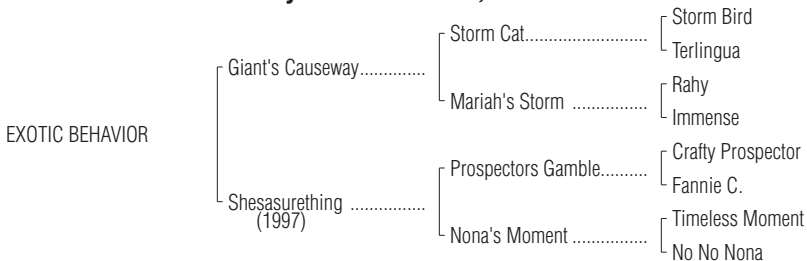 Storm Bird
Storm Cat........................
Terlingua
Giant's Causeway..............
Rahy
Mariah's Storm ................
Immense
EXOTIC BEHAVIOR
Crafty Prospector
Prospectors Gamble..........
Fannie C.
Shesasurething ................
(1997)
Timeless Moment
Nona's Moment ................
No No Nona